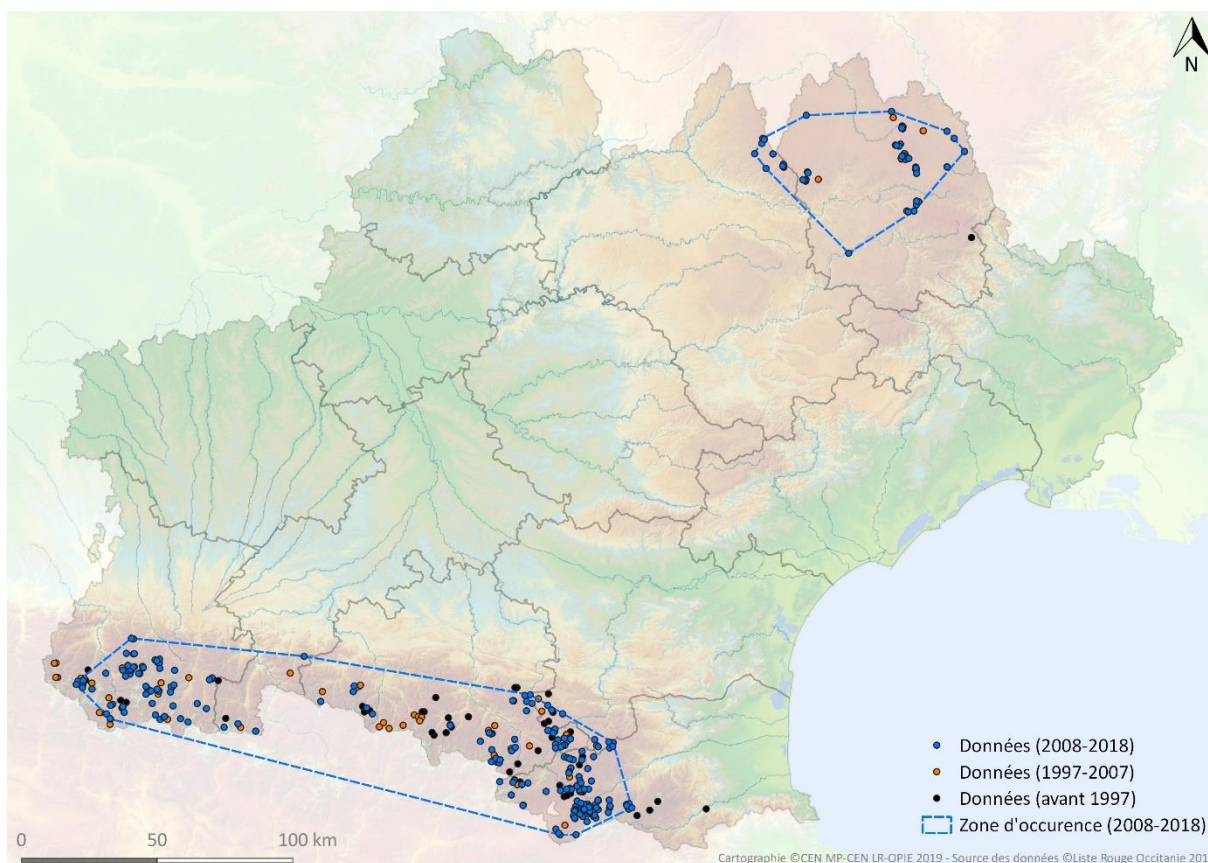 N
Données (2008-2018)
Données (1997-2007)
Données (avant 1997)
Zone d'occurence (2008-2018)
0 50 100 km
Cartographie ©CEN MP-CEN LR-OPIE 2019 - Source des données ©Liste Rouge Occitanie 201